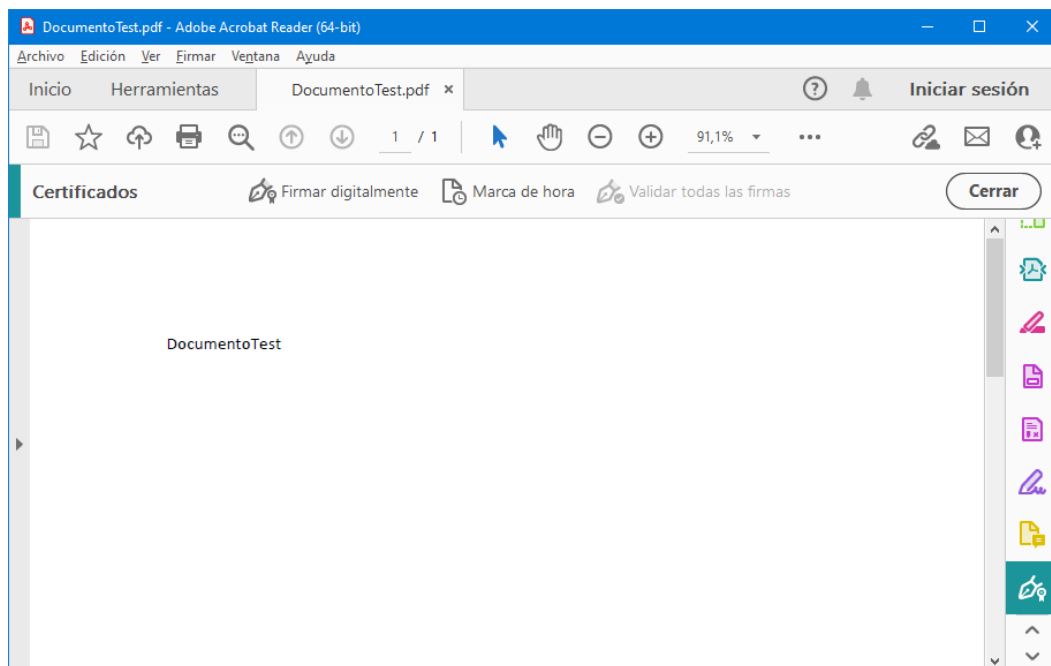 DocumentoTest.pdf - Adobe Acrobat Reader (64-bit)
Archivo Edición Ver Firmar Ventana Ayuda
Inicio Herramientas DocumentoTest.pdf × Iniciar sesión
1 / 1 91,1%
Certificados Firmar digitalmente Marca de hora Validar todas las firmas Cerrar
DocumentoTest